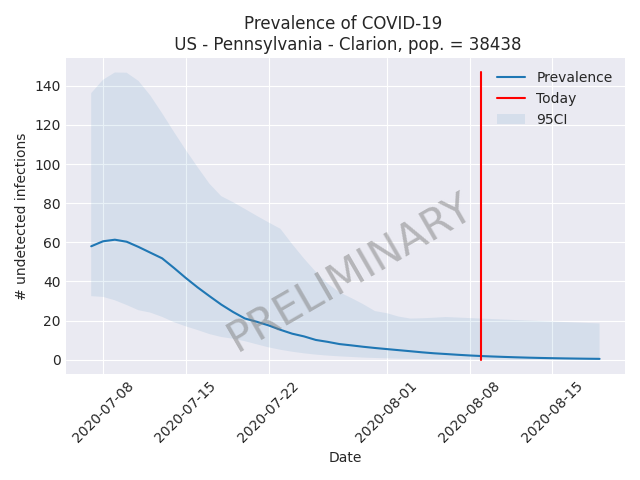 Prevalence of COVID-19
US - Pennsylvania - Clarion, pop. = 38438
140
120
100
80
60
40
20
0
# undetected infections
Prevalence
Today
95CI
PRELIMINARY
2020-07-08
2020-07-15
2020-07-22
2020-08-01
2020-08-08
2020-08-15
Date